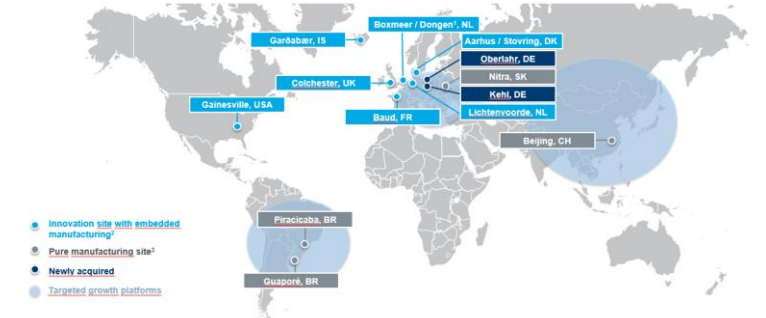 Boxmeer / Dongen¹, NL
Garðabær, IS
Aarhus / Stovring, DK
Oberlahr, DE
Colchester, UK
Nitra, SK
Kehl, DE
Gainesville, USA
Baud, FR
Lichtenvoorde, NL
Beijing, CH
Piracicaba, BR
Guaporé, BR
Innovation site with embedded
manufacturing²
Pure manufacturing site³
Newly acquired
Targeted growth platforms